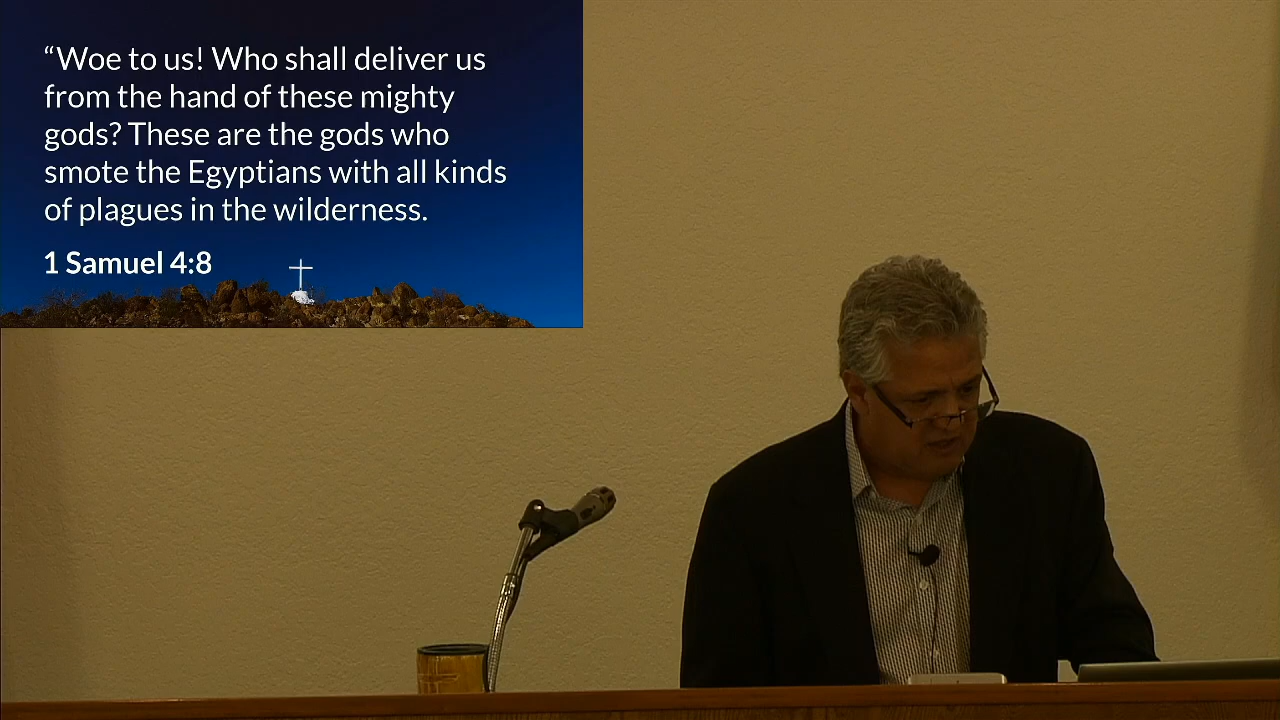 “Woe to us! Who shall deliver us
from the hand of these mighty
gods? These are the gods who
smote the Egyptians with all kinds
of plagues in the wilderness.
1 Samuel 4:8